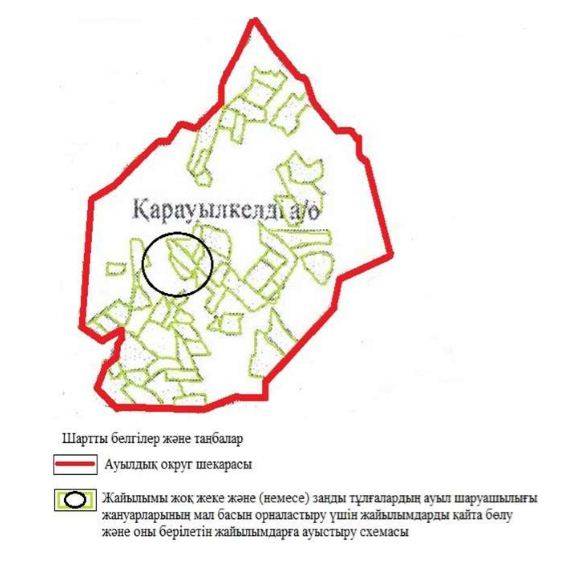 Қарауылкелді а/о
Шартты белгілер және таңбалар
Ауылдық округ шекарасы
Жайылымы жоқ жеке және (немесе) заңды тұлғалардың ауыл шаруашылығы
жануарларының мал басын орналастыру үшін жайылымдарды қайта бөлу
және оны берілетін жайылымдарға ауыстыру схемасы